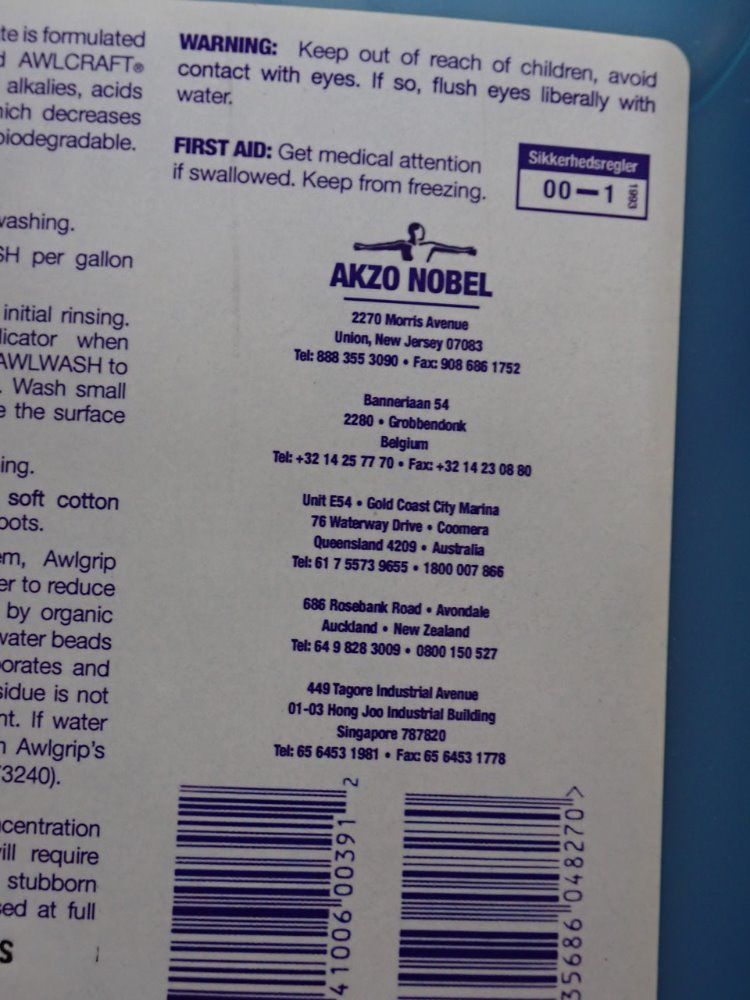 te is formulated
AWLCRAFT®
alkalies, acids
hich decreases
biodegradable.
washing.
SH per gallon
initial rinsing.
licator when
AWLWASH to
. Wash small
e the surface
ing.
soft cotton
oots.
em, Awlgrip
er to reduce
by organic
water beads
orates and
sidue is not
nt. If water
n Awlgrip's
3240).
ncentration
vill require
stubborn
sed at full
S
WARNING: Keep out of reach of children, avoid
contact with eyes. If so, flush eyes liberally with
water.
FIRST AID: Get medical attention
if swallowed. Keep from freezing.
Sikkerhedsregler
00-1 1993
AKZO NOBEL
2270 Morris Avenue
Union, New Jersey 07083
Tel: 888 355 3090 • Fax: 908 686 1752
Bannerlaan 54
2280 • Grobbendonk
Belgium
Tel: +32 14 25 77 70 • Fax: +32 14 23 08 80
Unit E54 • Gold Coast City Marina
76 Waterway Drive • Coomera
Queensland 4209 • Australia
Tel: 61 7 5573 9655 • 1800 007 866
686 Rosebank Road • Avondale
Auckland • New Zealand
Tel: 64 9 828 3009 • 0800 150 527
449 Tagore Industrial Avenue
01-03 Hong Joo Industrial Building
Singapore 787820
Tel: 65 6453 1981 • Fax: 65 6453 1778
41006 00391 2
35686 048270 >